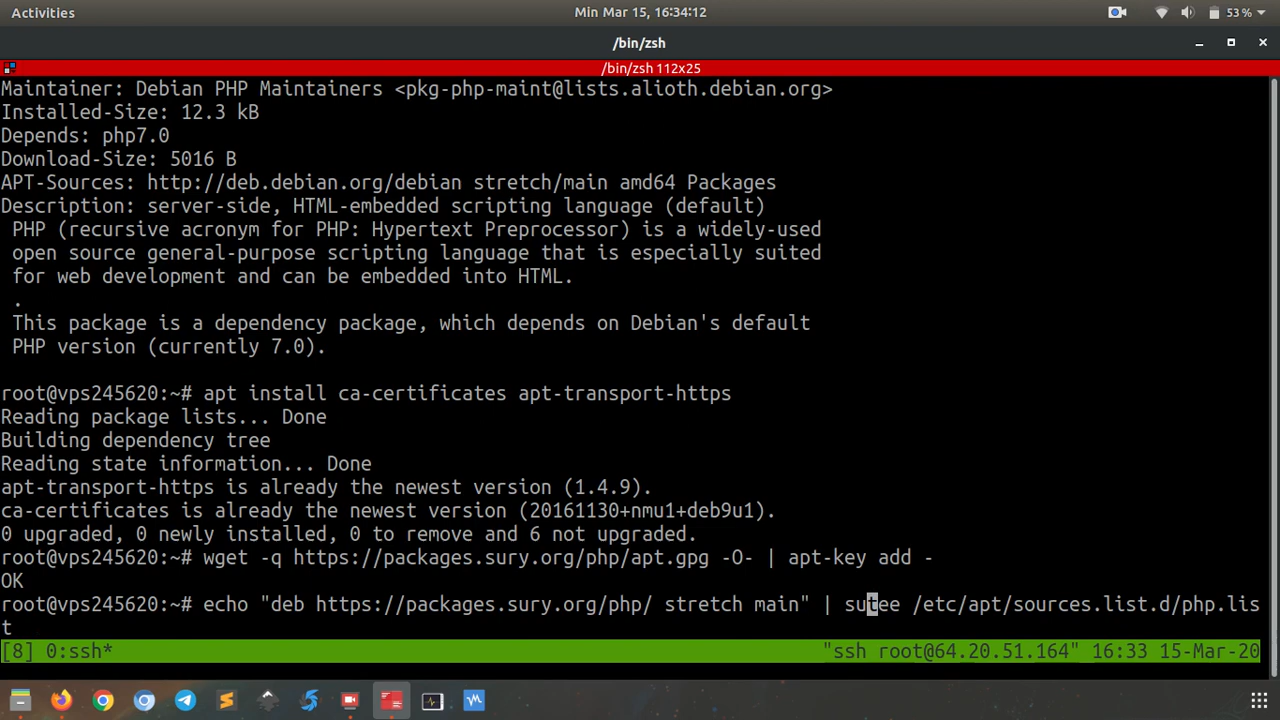 Activities
Min Mar 15, 16:34:12
53 %
/bin/zsh
/bin/zsh 112x25
Maintainer: Debian PHP Maintainers <pkg-php-maint@lists.alioth.debian.org>
Installed-Size: 12.3 kB
Depends: php7.0
Download-Size: 5016 B
APT-Sources: http://deb.debian.org/debian stretch/main amd64 Packages
Description: server-side, HTML-embedded scripting language (default)
 PHP (recursive acronym for PHP: Hypertext Preprocessor) is a widely-used
 open source general-purpose scripting language that is especially suited
 for web development and can be embedded into HTML.
 .
 This package is a dependency package, which depends on Debian's default
 PHP version (currently 7.0).
root@vps245620:~# apt install ca-certificates apt-transport-https
Reading package lists... Done
Building dependency tree
Reading state information... Done
apt-transport-https is already the newest version (1.4.9).
ca-certificates is already the newest version (20161130+nmu1+deb9u1).
0 upgraded, 0 newly installed, 0 to remove and 6 not upgraded.
root@vps245620:~# wget -q https://packages.sury.org/php/apt.gpg -O- | apt-key add -
OK
root@vps245620:~# echo "deb https://packages.sury.org/php/ stretch main" | sutee /etc/apt/sources.list.d/php.lis
t
[8] 0:ssh* "ssh root@64.20.51.164" 16:33 15-Mar-20